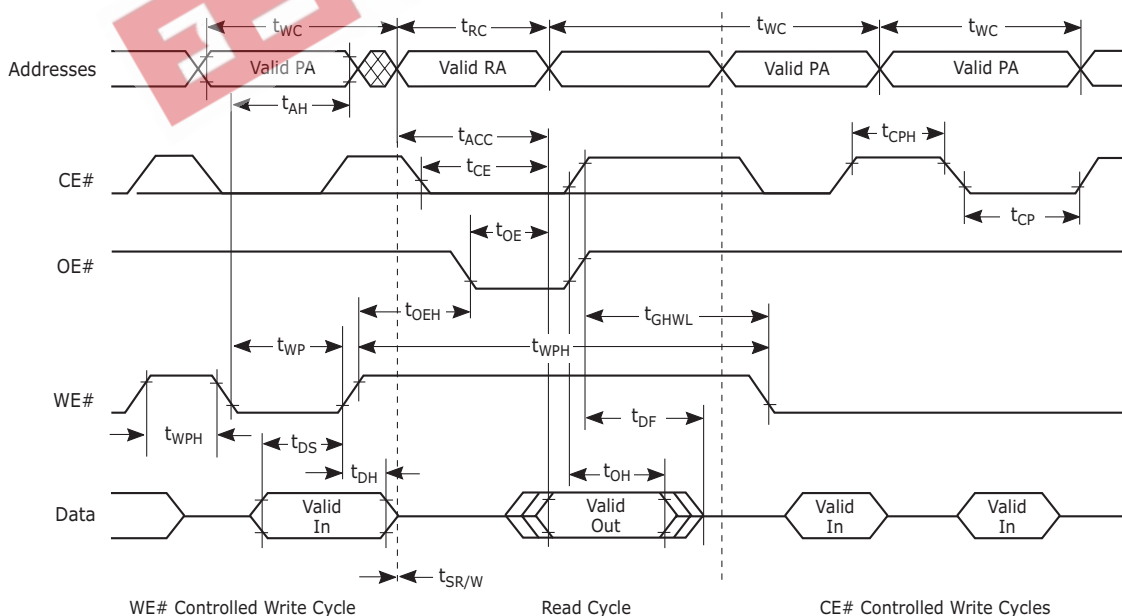 tWC tRC tWC tWC
Addresses Valid PA Valid RA Valid PA Valid PA
tAH
tACC tCPH
CE# tCE
tCP
tOE
OE#
tOEH tGHWL
tWP tWPH
WE#
tWPH tDS tDF
tDH tOH
Data Valid In Valid Out Valid In Valid In
tSR/W
WE# Controlled Write Cycle Read Cycle CE# Controlled Write Cycles